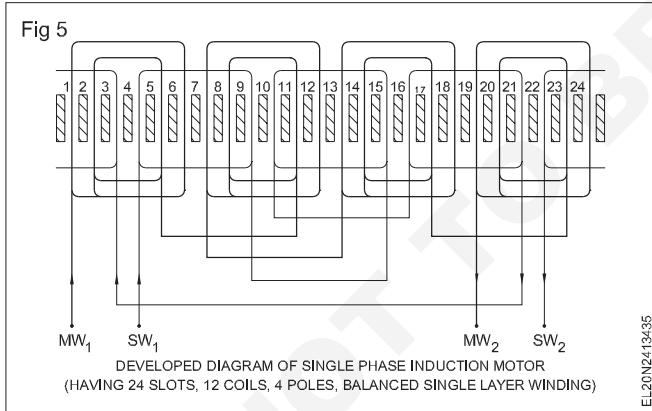 Fig 5
1 2 3 4 5 6 7 8 9 10 11 12 13 14 15 16 17 18 19 20 21 22 23 24
MW1 SW1 MW2 SW2
DEVELOPED DIAGRAM OF SINGLE PHASE INDUCTION MOTOR
(HAVING 24 SLOTS, 12 COILS, 4 POLES, BALANCED SINGLE LAYER WINDING)
EL20N2413435